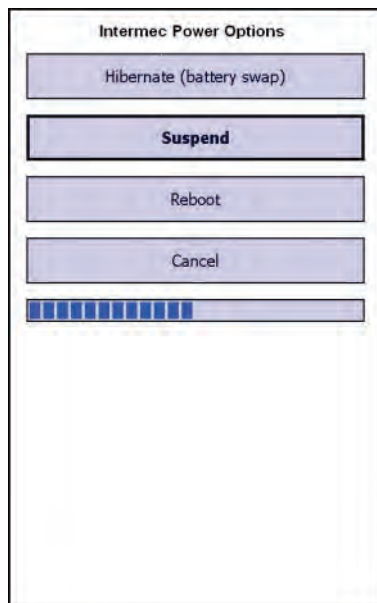 Intermec Power Options
Hibernate (battery swap)
Suspend
Reboot
Cancel